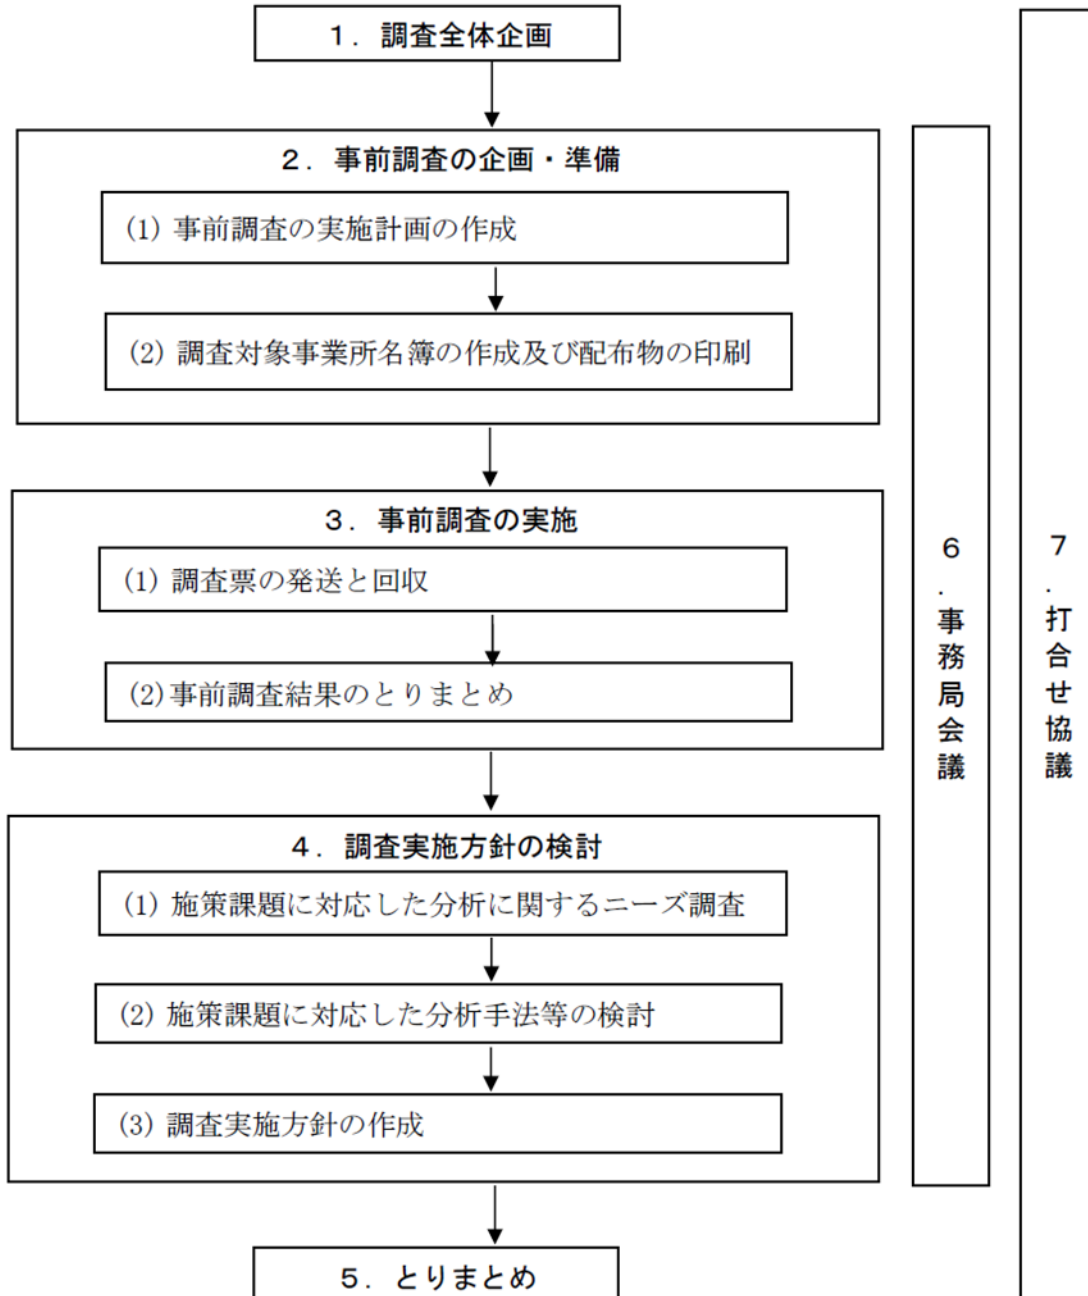 1. 調査全体企画
2. 事前調査の企画・準備
(1) 事前調査の実施計画の作成
(2) 調査対象事業所名簿の作成及び配布物の印刷
3. 事前調査の実施
(1) 調査票の発送と回収
(2)事前調査結果のとりまとめ
4. 調査実施方針の検討
(1) 施策課題に対応した分析に関するニーズ調査
(2) 施策課題に対応した分析手法等の検討
(3) 調査実施方針の作成
5. とりまとめ
6.事務局会議
7.打合せ協議